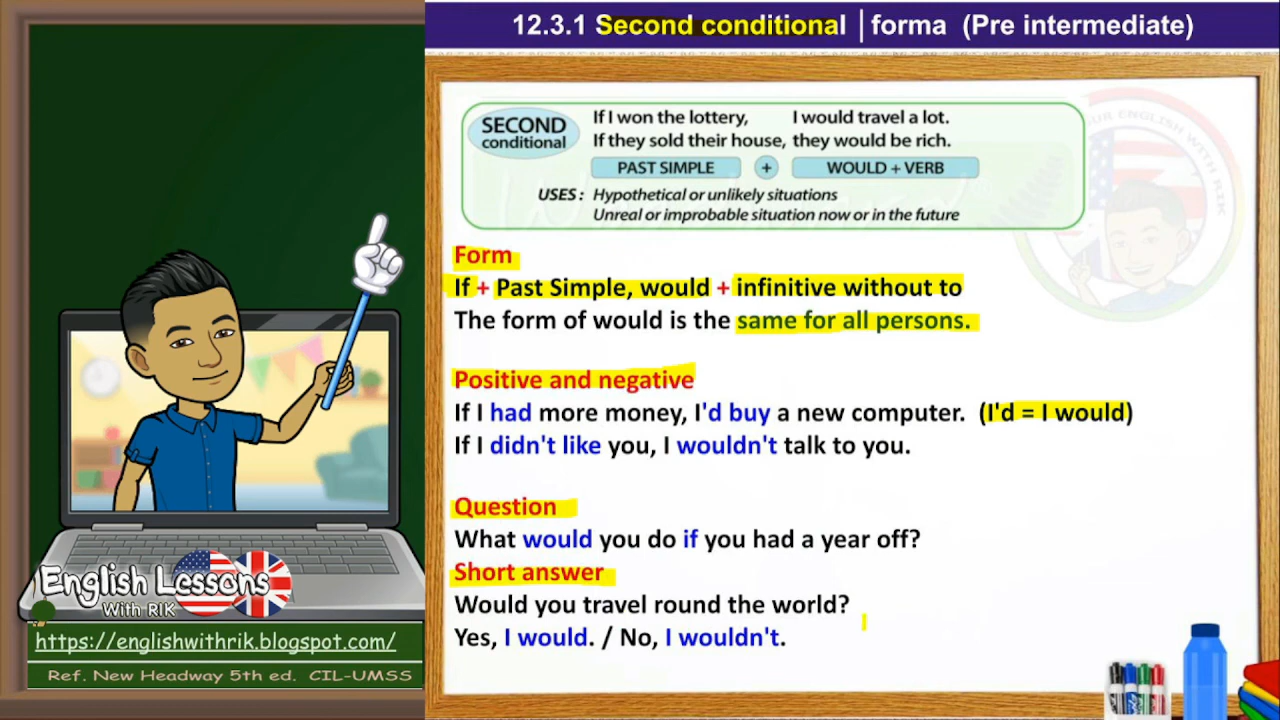 12.3.1 Second conditional | forma (Pre intermediate)
SECOND conditional
If I won the lottery, I would travel a lot.
If they sold their house, they would be rich.
PAST SIMPLE + WOULD + VERB
USES: Hypothetical or unlikely situations
Unreal or improbable situation now or in the future
Form
If + Past Simple, would + infinitive without to
The form of would is the same for all persons.
Positive and negative
If I had more money, I'd buy a new computer. (I'd = I would)
If I didn't like you, I wouldn't talk to you.
Question
What would you do if you had a year off?
Short answer
Would you travel round the world?
Yes, I would. / No, I wouldn't.
English Lessons
With RIK
https://englishwithrik.blogspot.com/
Ref. New Headway 5th ed. CIL-UMSS